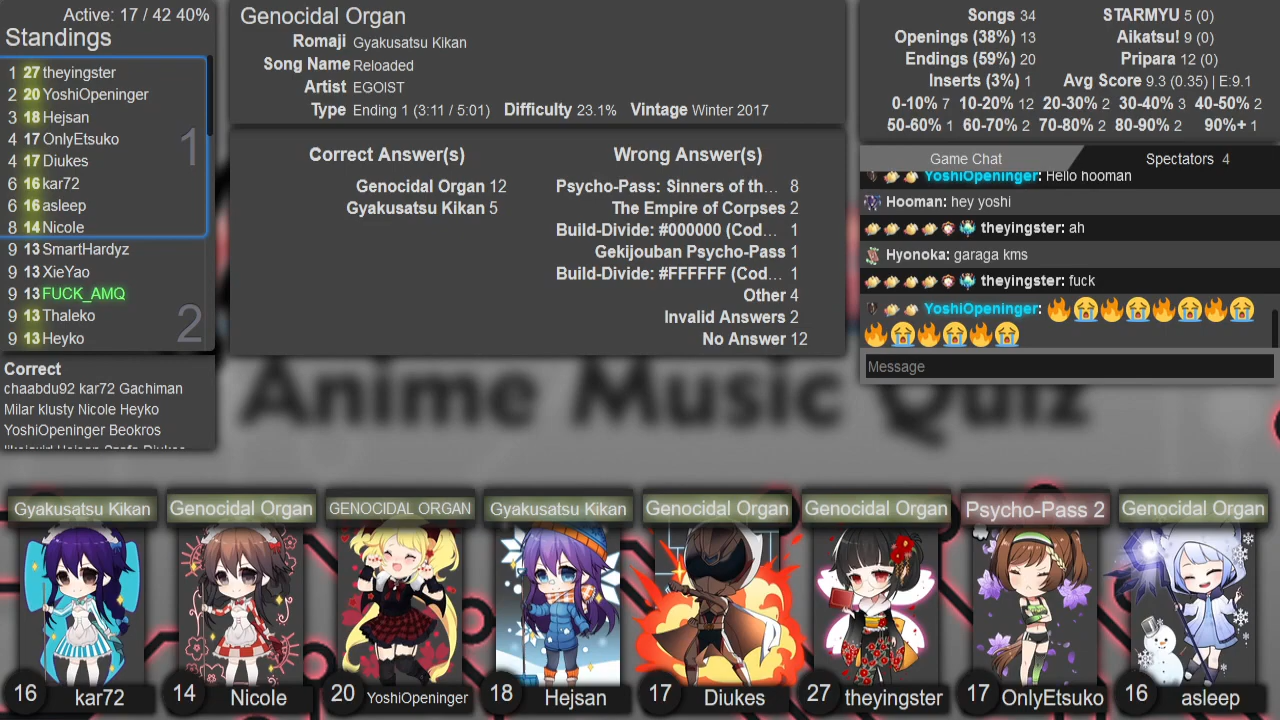 Active: 17 / 42 40%
Standings
1 27 theyingster
2 20 YoshiOpeninger
3 18 Hejsan
4 17 OnlyEtsuko
4 17 Diukes
6 16 kar72
6 16 asleep
8 14 Nicole
1
9 13 SmartHardyz
9 13 XieYao
9 13 FUCK_AMQ
9 13 Thaleko
9 13 Heyko
2
Correct
chaabdu92 kar72 Gachiman
Milar klusty Nicole Heyko
YoshiOpeninger Beokros
Genocidal Organ
Romaji Gyakusatsu Kikan
Song Name Reloaded
Artist EGOIST
Type Ending 1 (3:11 / 5:01) Difficulty 23.1% Vintage Winter 2017
Correct Answer(s)
Genocidal Organ 12
Gyakusatsu Kikan 5
Wrong Answer(s)
Psycho-Pass: Sinners of th... 8
The Empire of Corpses 2
Build-Divide: #000000 (Cod... 1
Gekijouban Psycho-Pass 1
Build-Divide: #FFFFFF (Cod... 1
Other 4
Invalid Answers 2
No Answer 12
Songs 34 STARMYU 5 (0)
Openings (38%) 13 Aikatsu! 9 (0)
Endings (59%) 20 Pripara 12 (0)
Inserts (3%) 1 Avg Score 9.3 (0.35) | E:9.1
0-10% 7 10-20% 12 20-30% 2 30-40% 3 40-50% 2
50-60% 1 60-70% 2 70-80% 2 80-90% 2 90%+ 1
Game Chat Spectators 4
YoshiOpeninger: Hello hooman
Hooman: hey yoshi
theyingster: ah
Hyonoka: garaga kms
theyingster: fuck
YoshiOpeninger: 🔥😭🔥😭🔥😭🔥😭
🔥😭🔥😭🔥😭
Message
Anime Music Quiz
Gyakusatsu Kikan Genocidal Organ GENOCIDAL ORGAN Gyakusatsu Kikan Genocidal Organ Genocidal Organ Psycho-Pass 2 Genocidal Organ
16 kar72 14 Nicole 20 YoshiOpeninger 18 Hejsan 17 Diukes 27 theyingster 17 OnlyEtsuko 16 asleep